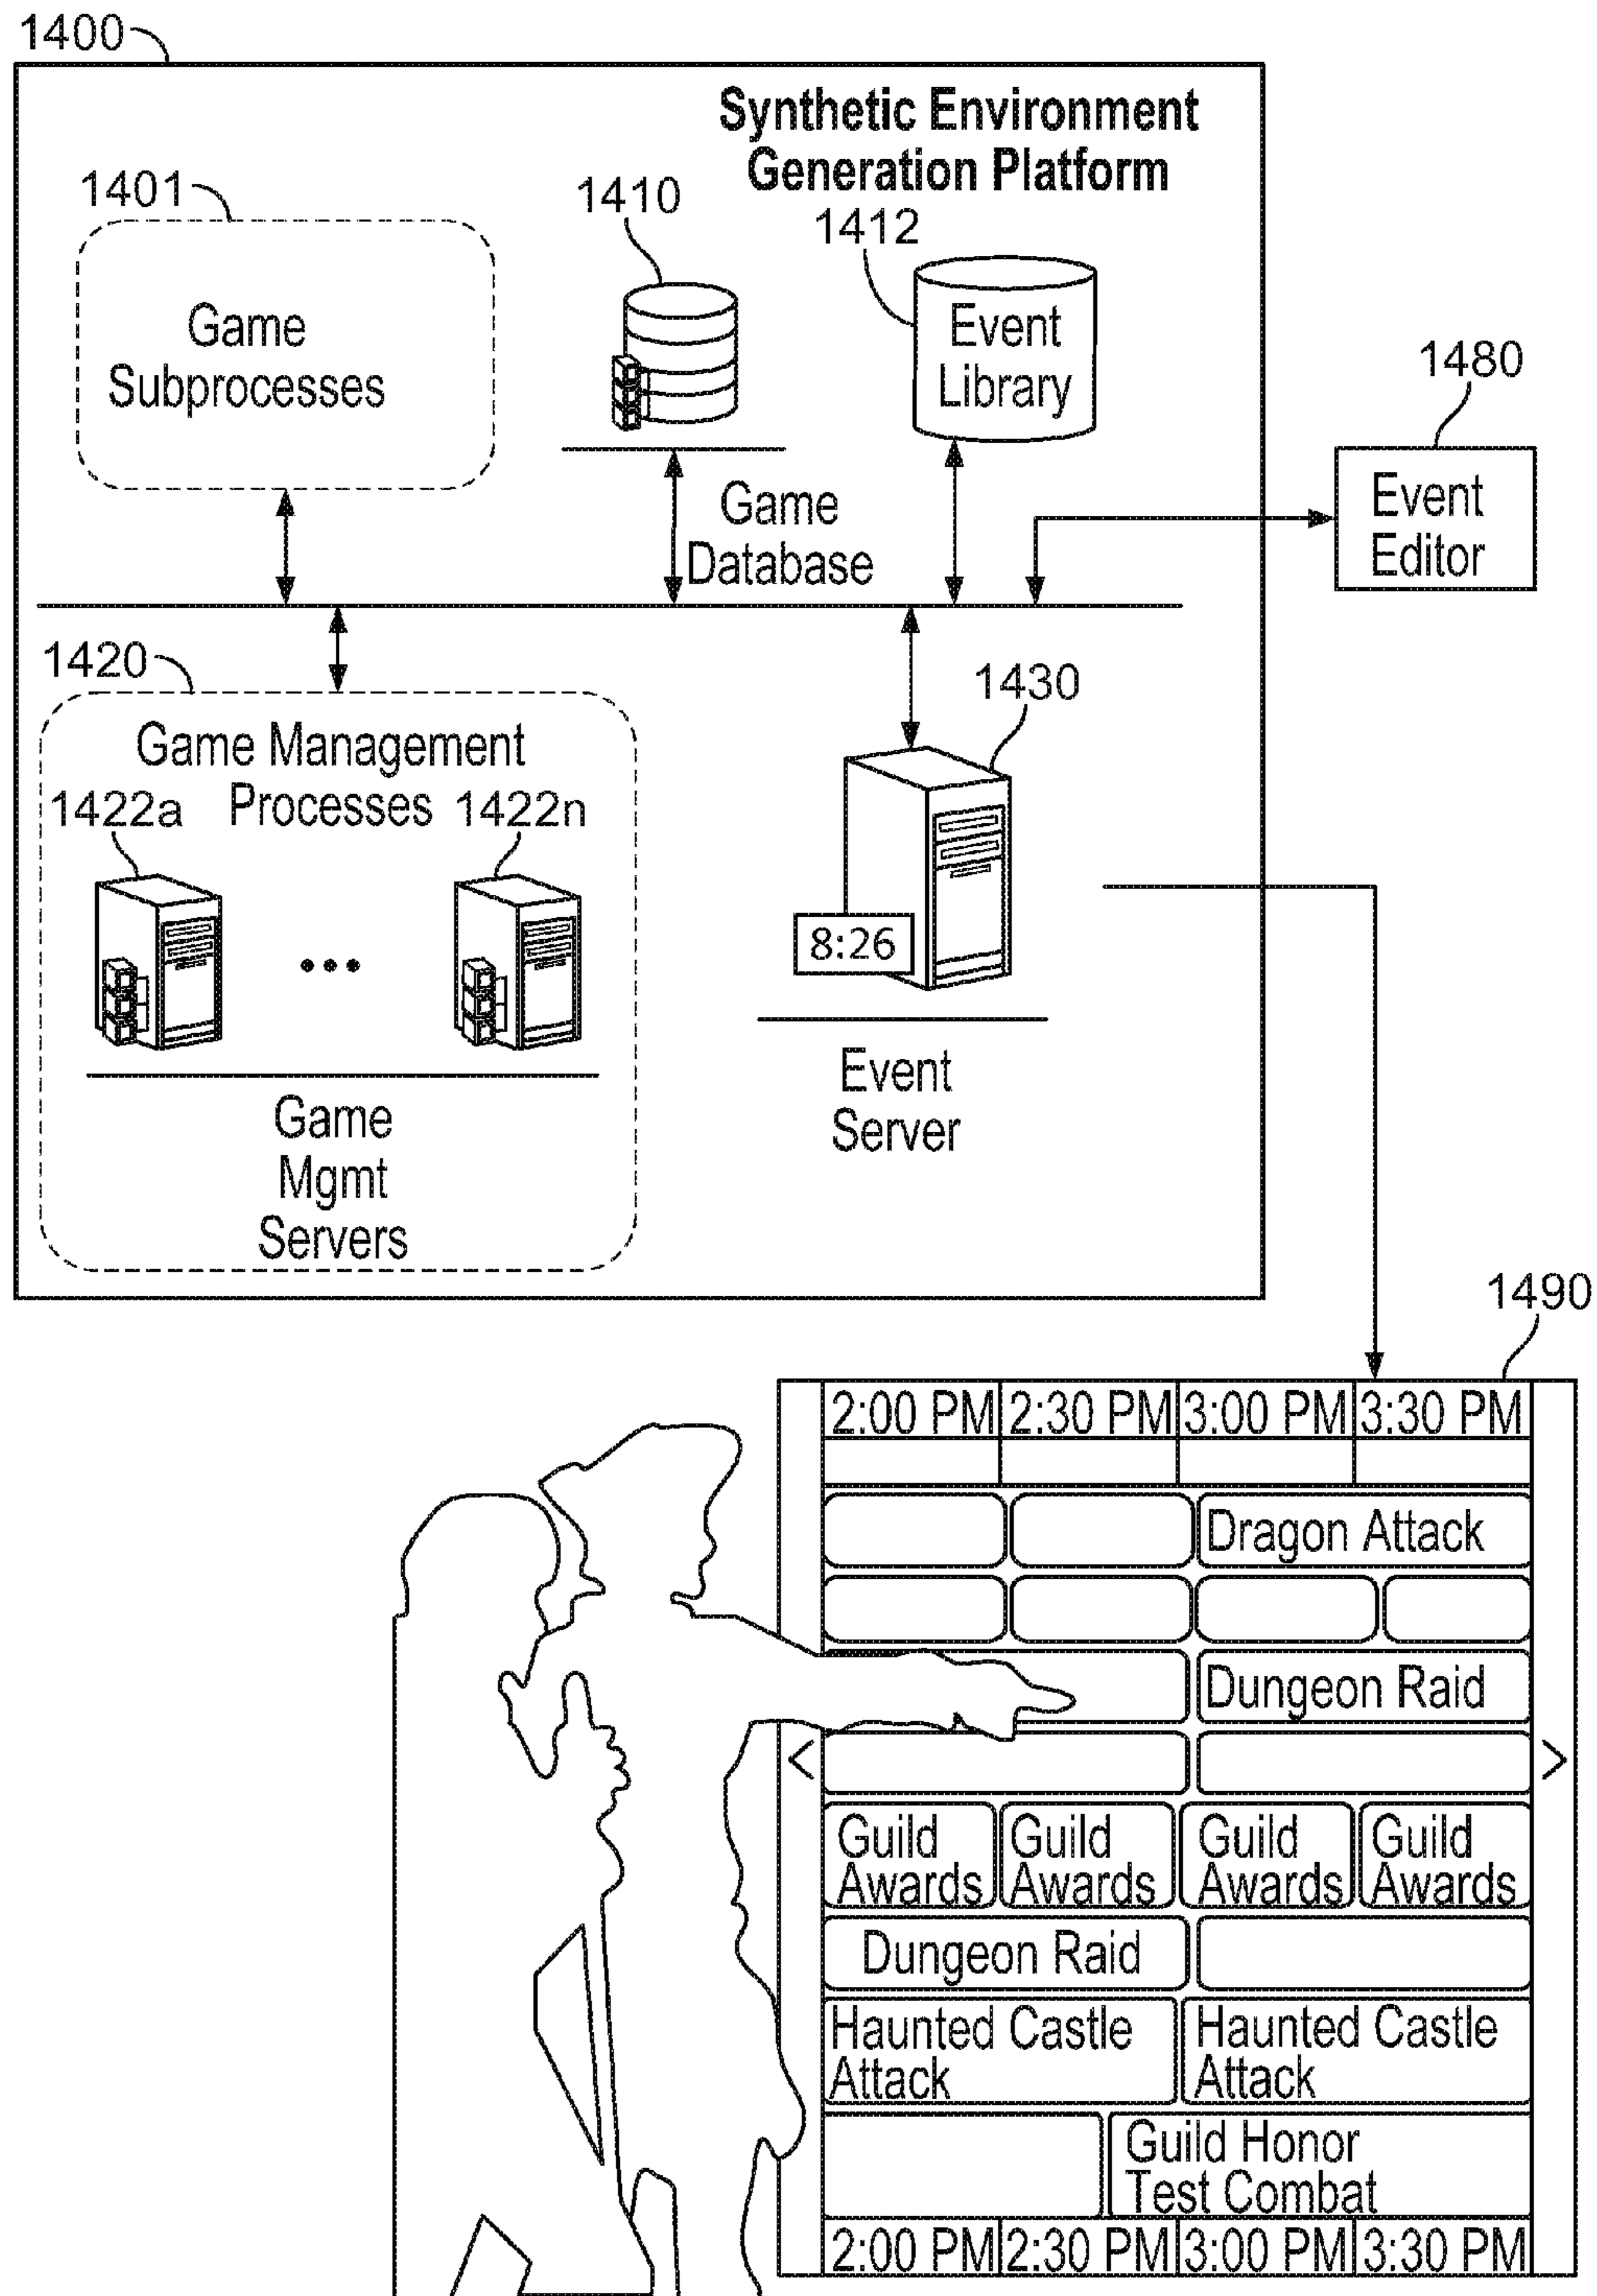 1400
Synthetic Environment
Generation Platform
1401
1410
1412
Game
Subprocesses
Event
Library
1480
Event
Editor
Game
Database
1420
1430
Game Management
Processes
1422a
1422n
8:26
Event
Server
Game
Mgmt
Servers
1490
2:00 PM 2:30 PM 3:00 PM 3:30 PM
Dragon Attack
Dungeon Raid
< >
Guild Guild Guild Guild
Awards Awards Awards Awards
Dungeon Raid
Haunted Castle Haunted Castle
Attack Attack
Guild Honor
Test Combat
2:00 PM 2:30 PM 3:00 PM 3:30 PM